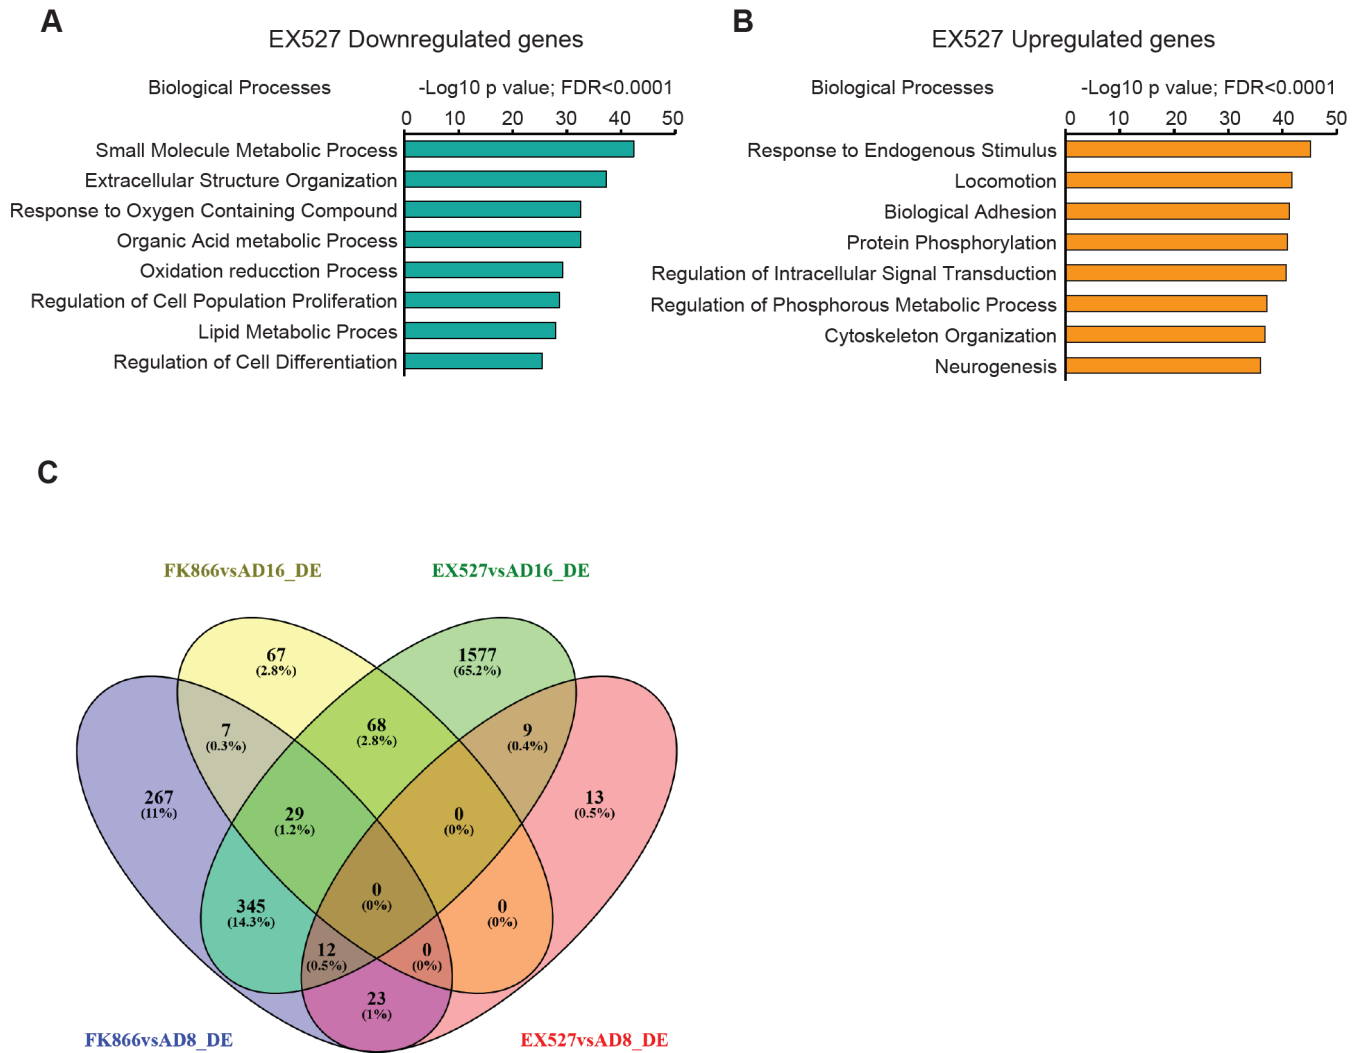 A
EX527 Downregulated genes
Biological Processes
-Log10 p value; FDR<0.0001
0 10 20 30 40 50
Small Molecule Metabolic Process
Extracellular Structure Organization
Response to Oxygen Containing Compound
Organic Acid metabolic Process
Oxidation reducction Process
Regulation of Cell Population Proliferation
Lipid Metabolic Proces
Regulation of Cell Differentiation
B
EX527 Upregulated genes
Biological Processes
-Log10 p value; FDR<0.0001
0 10 20 30 40 50
Response to Endogenous Stimulus
Locomotion
Biological Adhesion
Protein Phosphorylation
Regulation of Intracellular Signal Transduction
Regulation of Phosphorous Metabolic Process
Cytoskeleton Organization
Neurogenesis
C
FK866vsAD16_DE
EX527vsAD16_DE
67
(2.8%)
1577
(65.2%)
7
(0.3%)
68
(2.8%)
9
(0.4%)
267
(11%)
29
(1.2%)
0
(0%)
13
(0.5%)
345
(14.3%)
0
(0%)
0
(0%)
12
(0.5%)
0
(0%)
23
(1%)
FK866vsAD8_DE
EX527vsAD8_DE